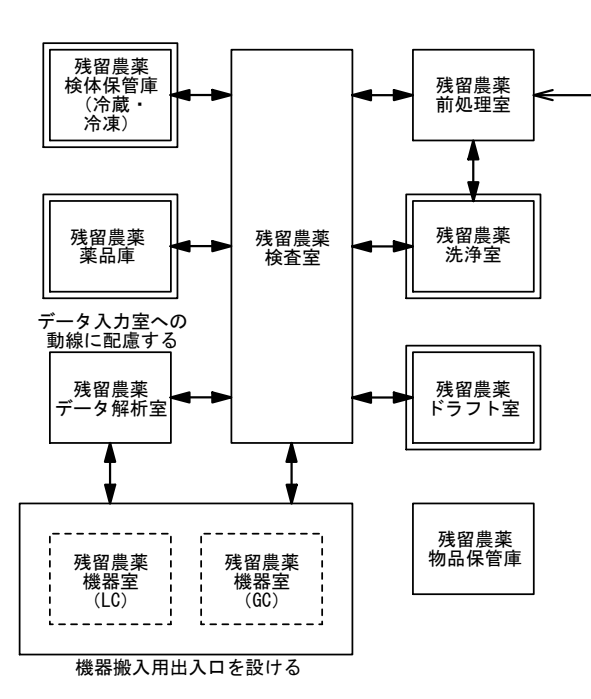 残留農薬
検体保管庫
（冷蔵・
冷凍）
残留農薬
前処理室
残留農薬
薬品庫
残留農薬
検査室
残留農薬
洗浄室
データ入力室への
動線に配慮する
残留農薬
データ解析室
残留農薬
ドラフト室
残留農薬
機器室
（LC）
残留農薬
機器室
（GC）
残留農薬
物品保管庫
機器搬入用出入口を設ける